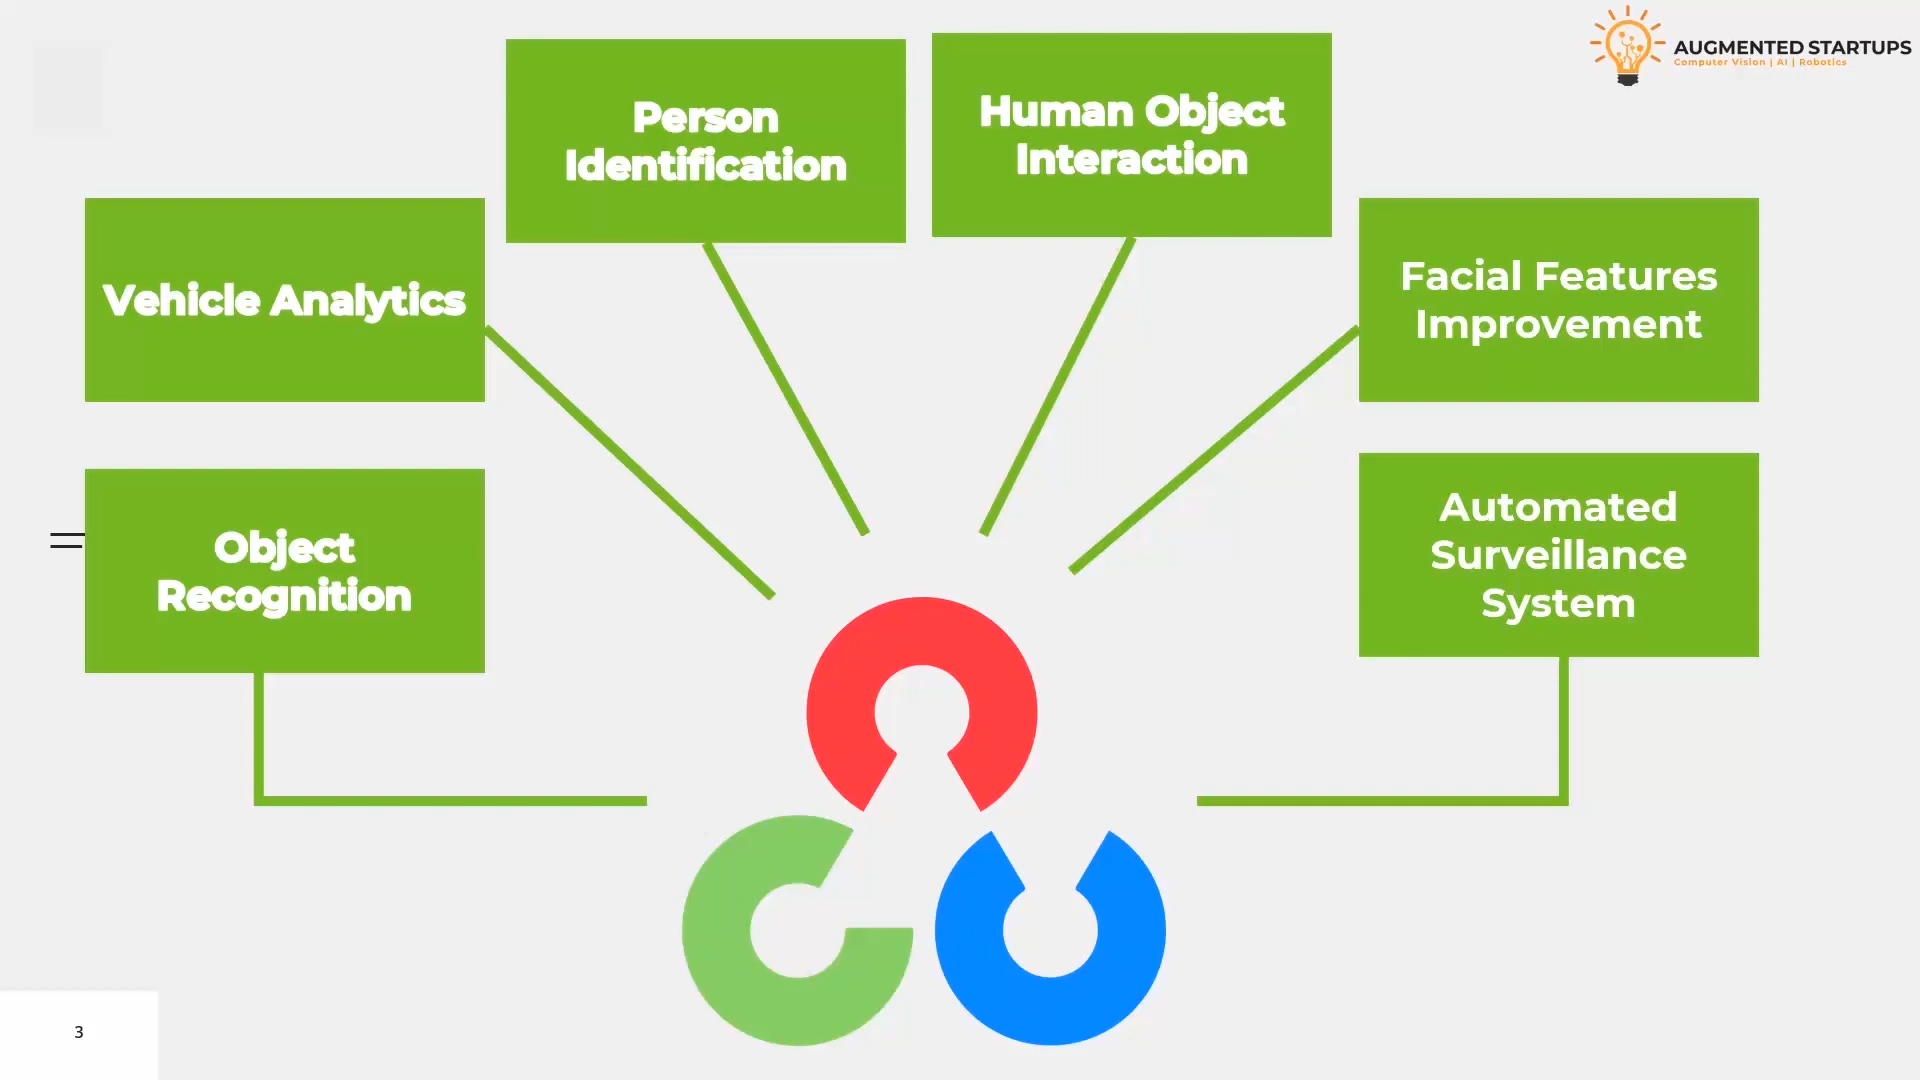 AUGMENTED STARTUPS
Computer Vision | AI | Robotics
Person
Identification
Human Object
Interaction
Vehicle Analytics
Facial Features
Improvement
Object
Recognition
Automated
Surveillance
System
3